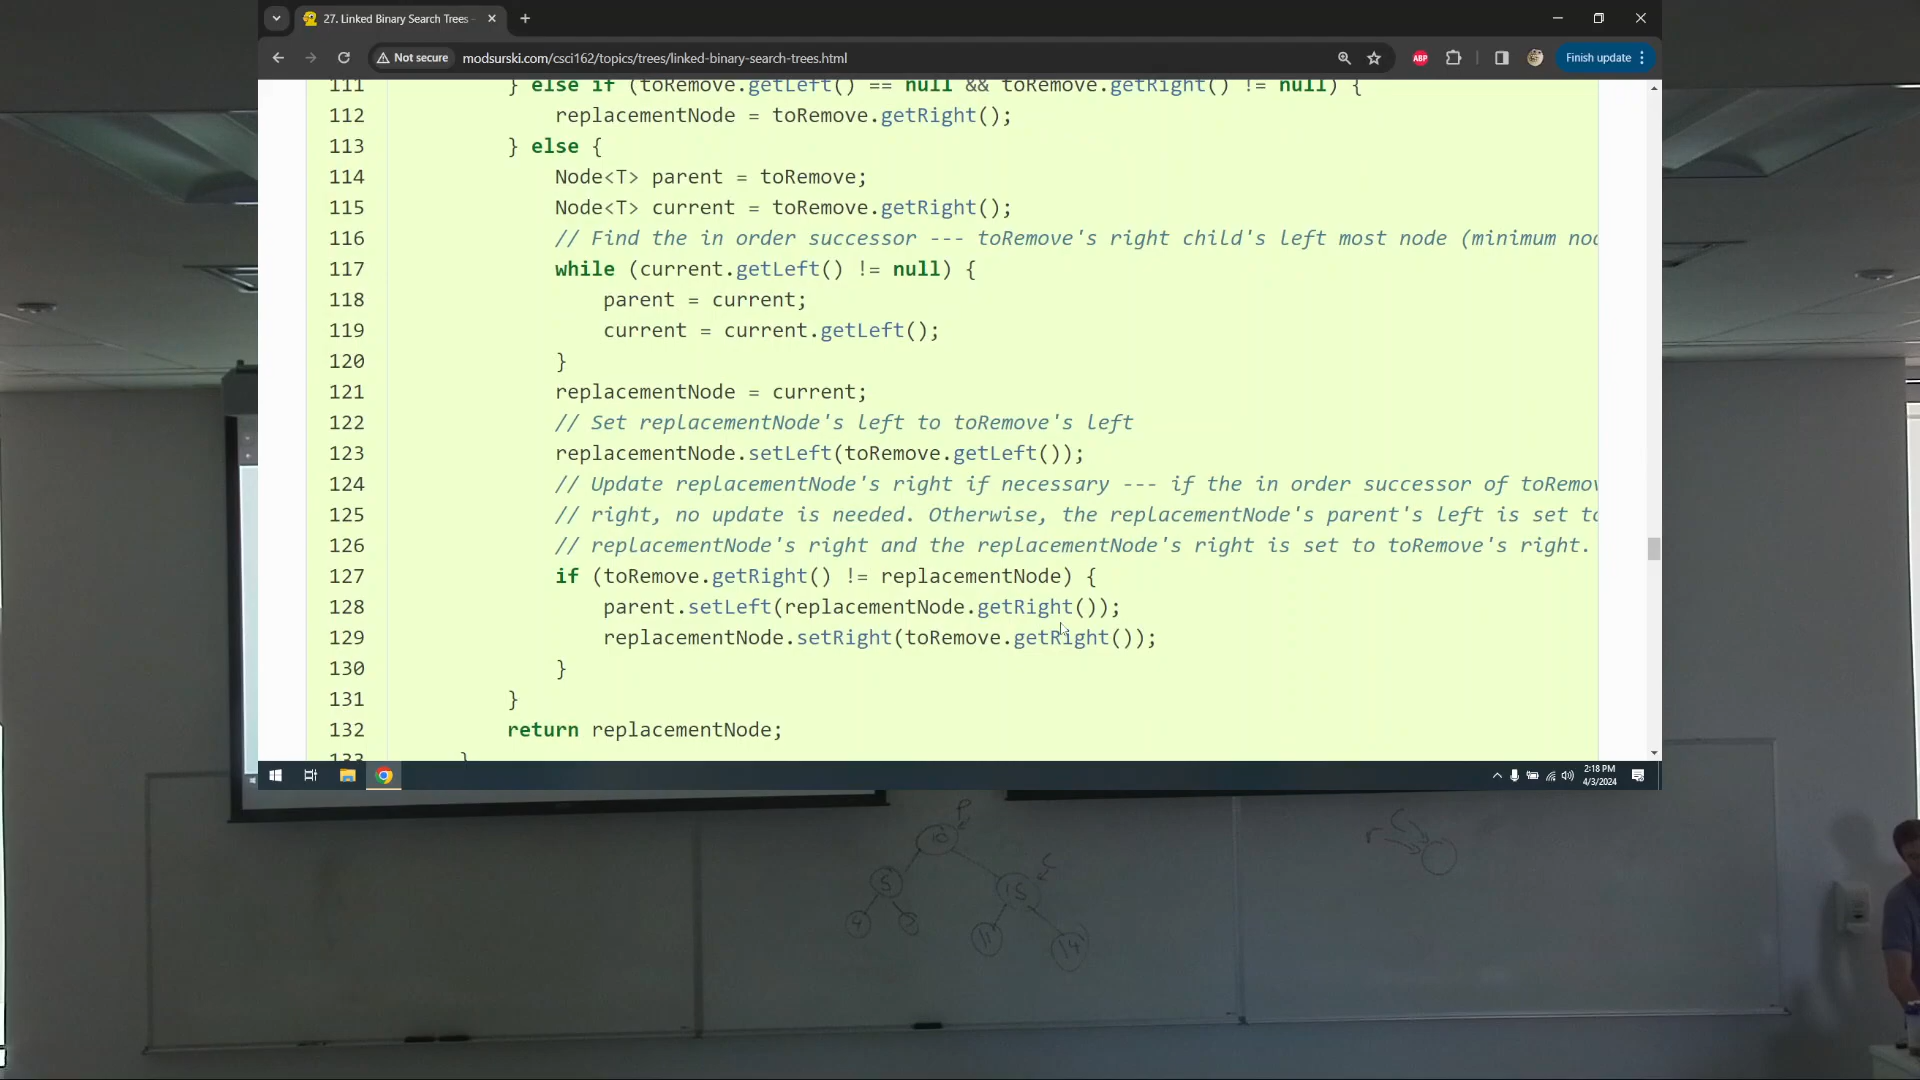 27. Linked Binary Search Trees
Not secure modsurski.com/csci162/topics/trees/linked-binary-search-trees.html ABP Finish update
111 } else if (toRemove.getLeft() == null && toRemove.getRight() != null) {
112 replacementNode = toRemove.getRight();
113 } else {
114 Node<T> parent = toRemove;
115 Node<T> current = toRemove.getRight();
116 // Find the in order successor --- toRemove's right child's left most node (minimum
117 while (current.getLeft() != null) {
118 parent = current;
119 current = current.getLeft();
120 }
121 replacementNode = current;
122 // Set replacementNode's left to toRemove's left
123 replacementNode.setLeft(toRemove.getLeft());
124 // Update replacementNode's right if necessary --- if the in order successor of
125 // right, no update is needed. Otherwise, the replacementNode's parent's left is set
126 // replacementNode's right and the replacementNode's right is set to toRemove's right.
127 if (toRemove.getRight() != replacementNode) {
128 parent.setLeft(replacementNode.getRight());
129 replacementNode.setRight(toRemove.getRight());
130 }
131 }
132 return replacementNode;
133 }
2:18 PM
4/3/2024
P
10
C
5 15
4
11 14
r C